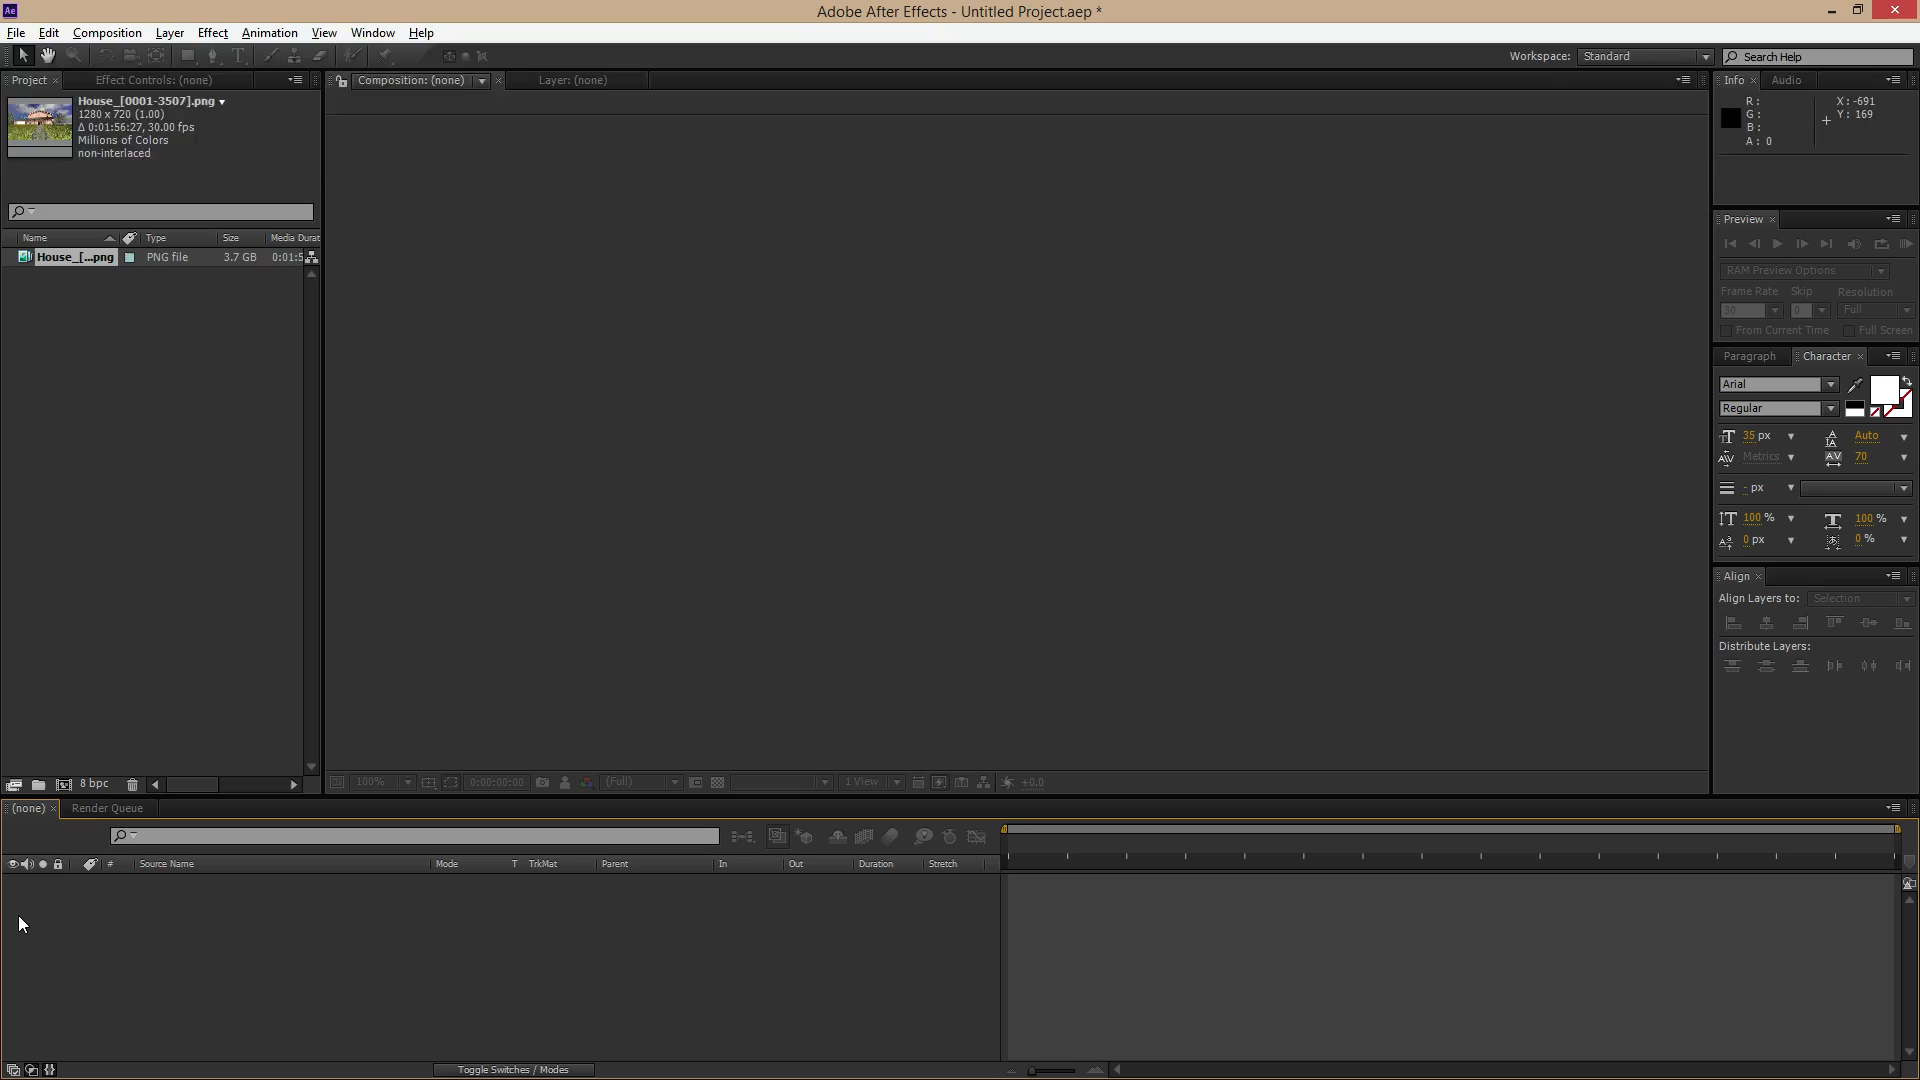 Ae Adobe After Effects - Untitled Project.aep *
File Edit Composition Layer Effect Animation View Window Help
T Workspace: Standard Search Help
Project Effect Controls: (none) Composition: (none) Layer: (none) Info Audio
House_[0001-3507].png
1280 x 720 (1.00)
Δ 0:01:56:27, 30.00 fps
Millions of Colors
non-interlaced
R : X: -691
G : Y: 169
B :
A : 0
Preview
Name Type Size Media Durat
House_[...png PNG file 3.7 GB 0:01:5
RAM Preview Options
Frame Rate Skip Resolution
30 0 Full
From Current Time Full Screen
Paragraph Character
Arial
Regular
35 px Auto
Metrics 70
- px
100 % 100 %
0 px 0 %
Align
Align Layers to: Selection
Distribute Layers:
8 bpc 100% 0:00:00:00 (Full) 1 View +0.0
(none) Render Queue
# Source Name Mode T TrkMat Parent In Out Duration Stretch
Toggle Switches / Modes